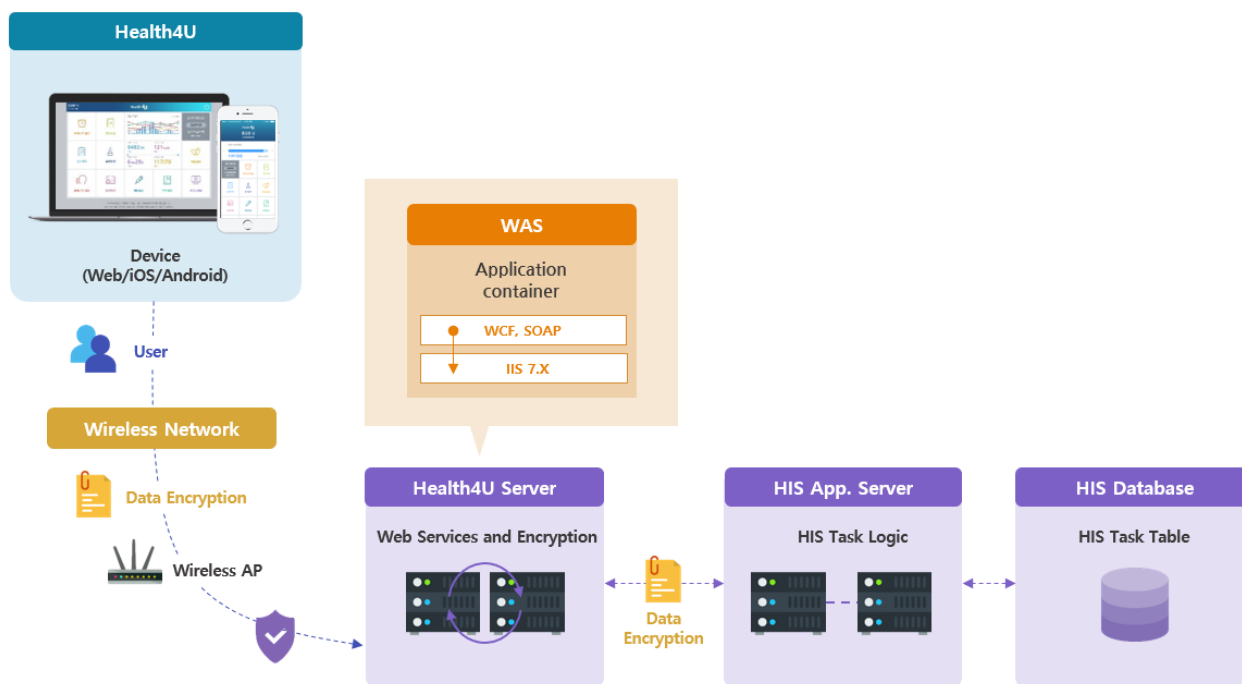 Health4U
Device
(Web/iOS/Android)
User
Wireless Network
Data Encryption
Wireless AP
WAS
Application
container
WCF, SOAP
IIS 7.X
Health4U Server
Web Services and Encryption
Data
Encryption
HIS App. Server
HIS Task Logic
HIS Database
HIS Task Table